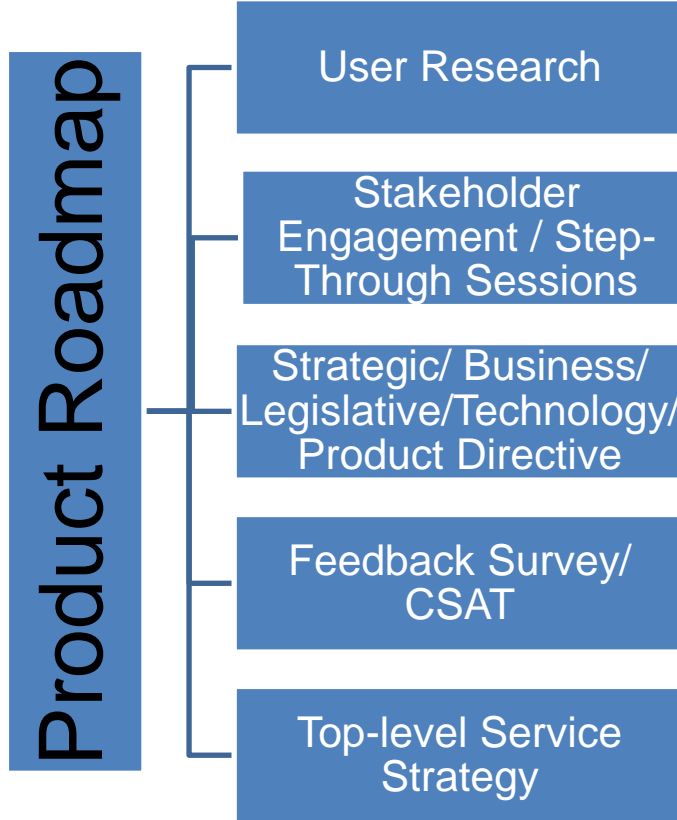 Product Roadmap
User Research
Stakeholder
Engagement / Step-
Through Sessions
Strategic/ Business/
Legislative/Technology/
Product Directive
Feedback Survey/
CSAT
Top-level Service
Strategy